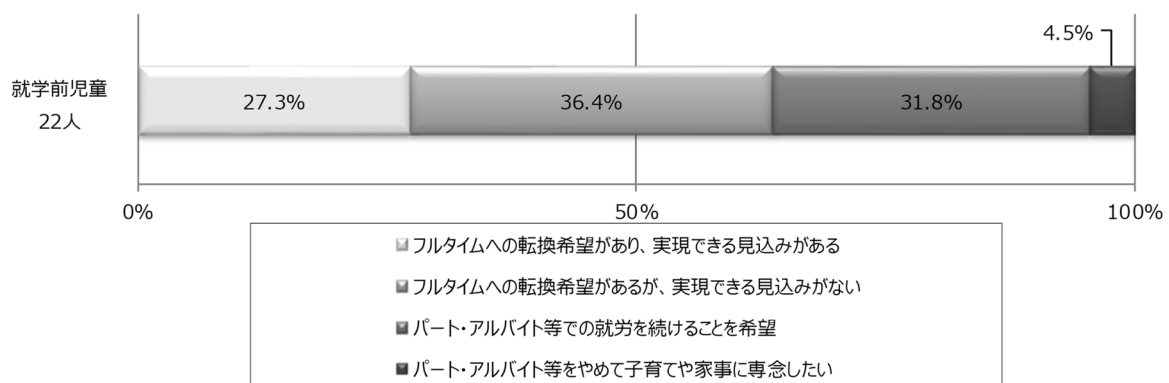 4.5%
就学前児童
22人
27.3%
36.4%
31.8%
0%
50%
100%
フルタイムへの転換希望があり、実現できる見込みがある
フルタイムへの転換希望があるが、実現できる見込みがない
パート・アルバイト等での就労を続けることを希望
パート・アルバイト等をやめて子育てや家事に専念したい